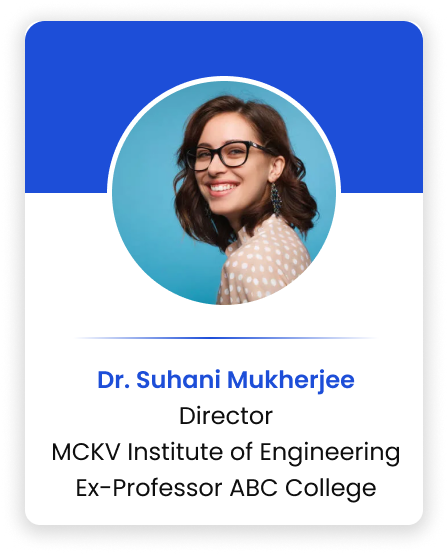 Dr. Suhani Mukherjee
Director
MCKV Institute of Engineering
Ex-Professor ABC College